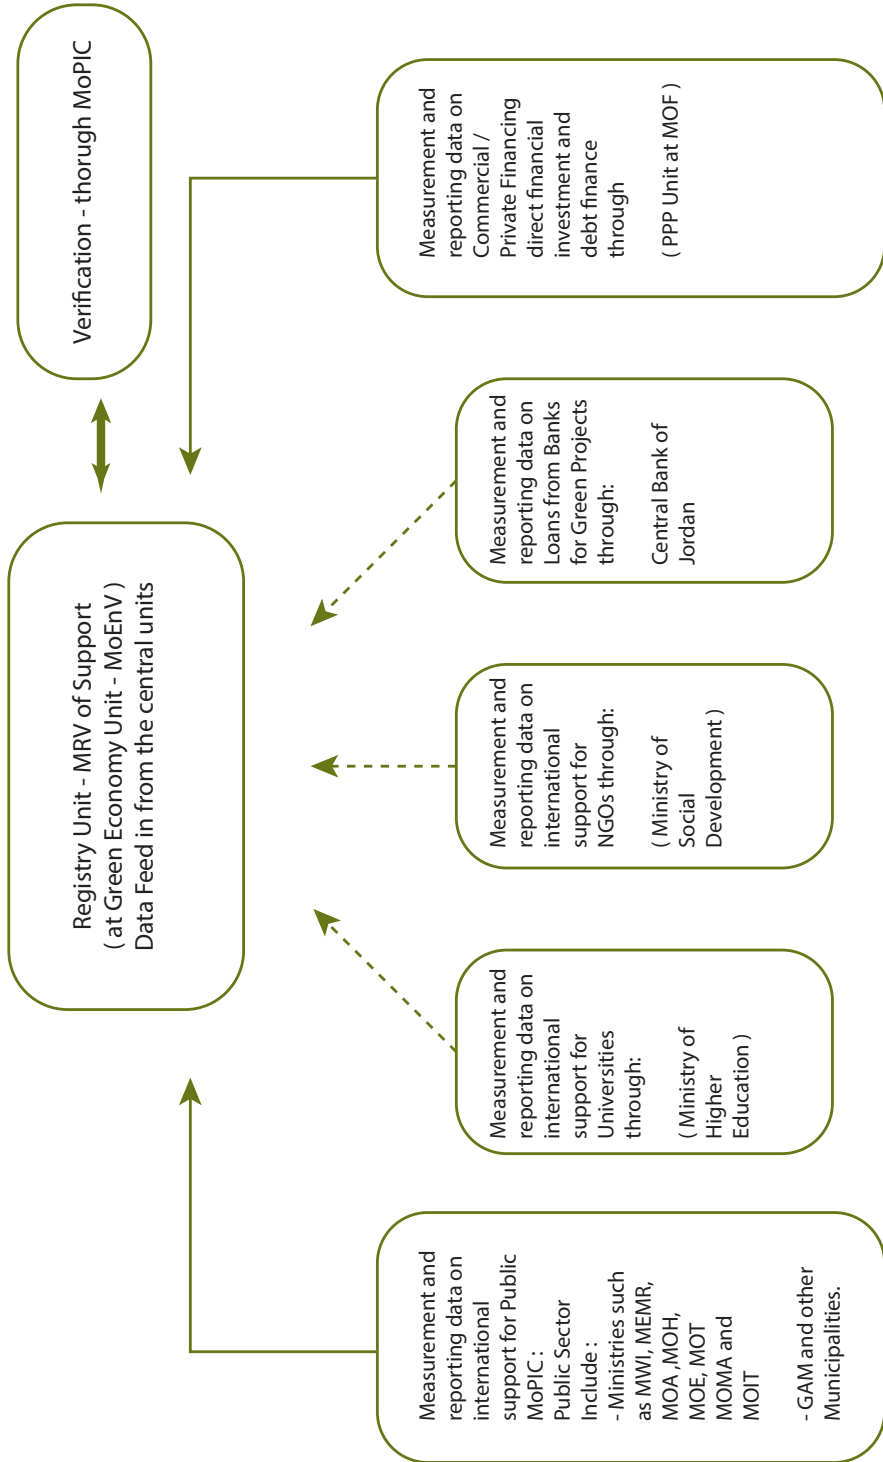 Registry Unit - MRV of Support
( at Green Economy Unit - MoEnV )
Data Feed in from the central units
Verification - thorugh MoPIC
Measurement and
reporting data on
international
support for Public
MoPIC :
Public Sector
Include :
- Ministries such
as MWI, MEMR,
MOA ,MOH,
MOE, MOT
MOMA and
MOIT
- GAM and other
Municipalities.
Measurement and
reporting data on
international
support for
Universities
through:
( Ministry of
Higher
Education )
Measurement and
reporting data on
international
support for
NGOs through:
( Ministry of
Social
Development )
Measurement and
reporting data on
Loans from Banks
for Green Projects
through:
Central Bank of
Jordan
Measurement and
reporting data on
Commercial /
Private Financing
direct financial
investment and
debt finance
through
( PPP Unit at MOF )